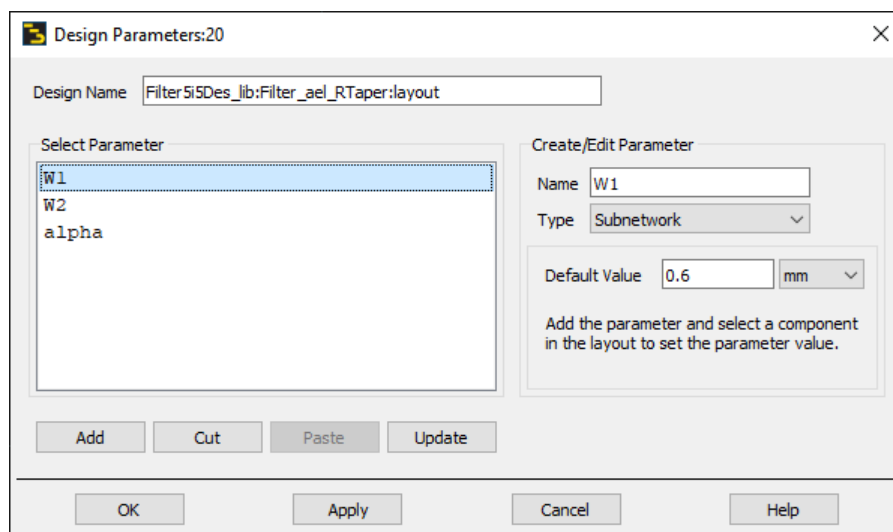 Design Parameters:20
Design Name Filter5i5Des_lib:Filter_ael_RTaper:layout
Select Parameter
W1
W2
alpha
Add Cut Paste Update
Create/Edit Parameter
Name W1
Type Subnetwork
Default Value 0.6 mm
Add the parameter and select a component
in the layout to set the parameter value.
OK Apply Cancel Help